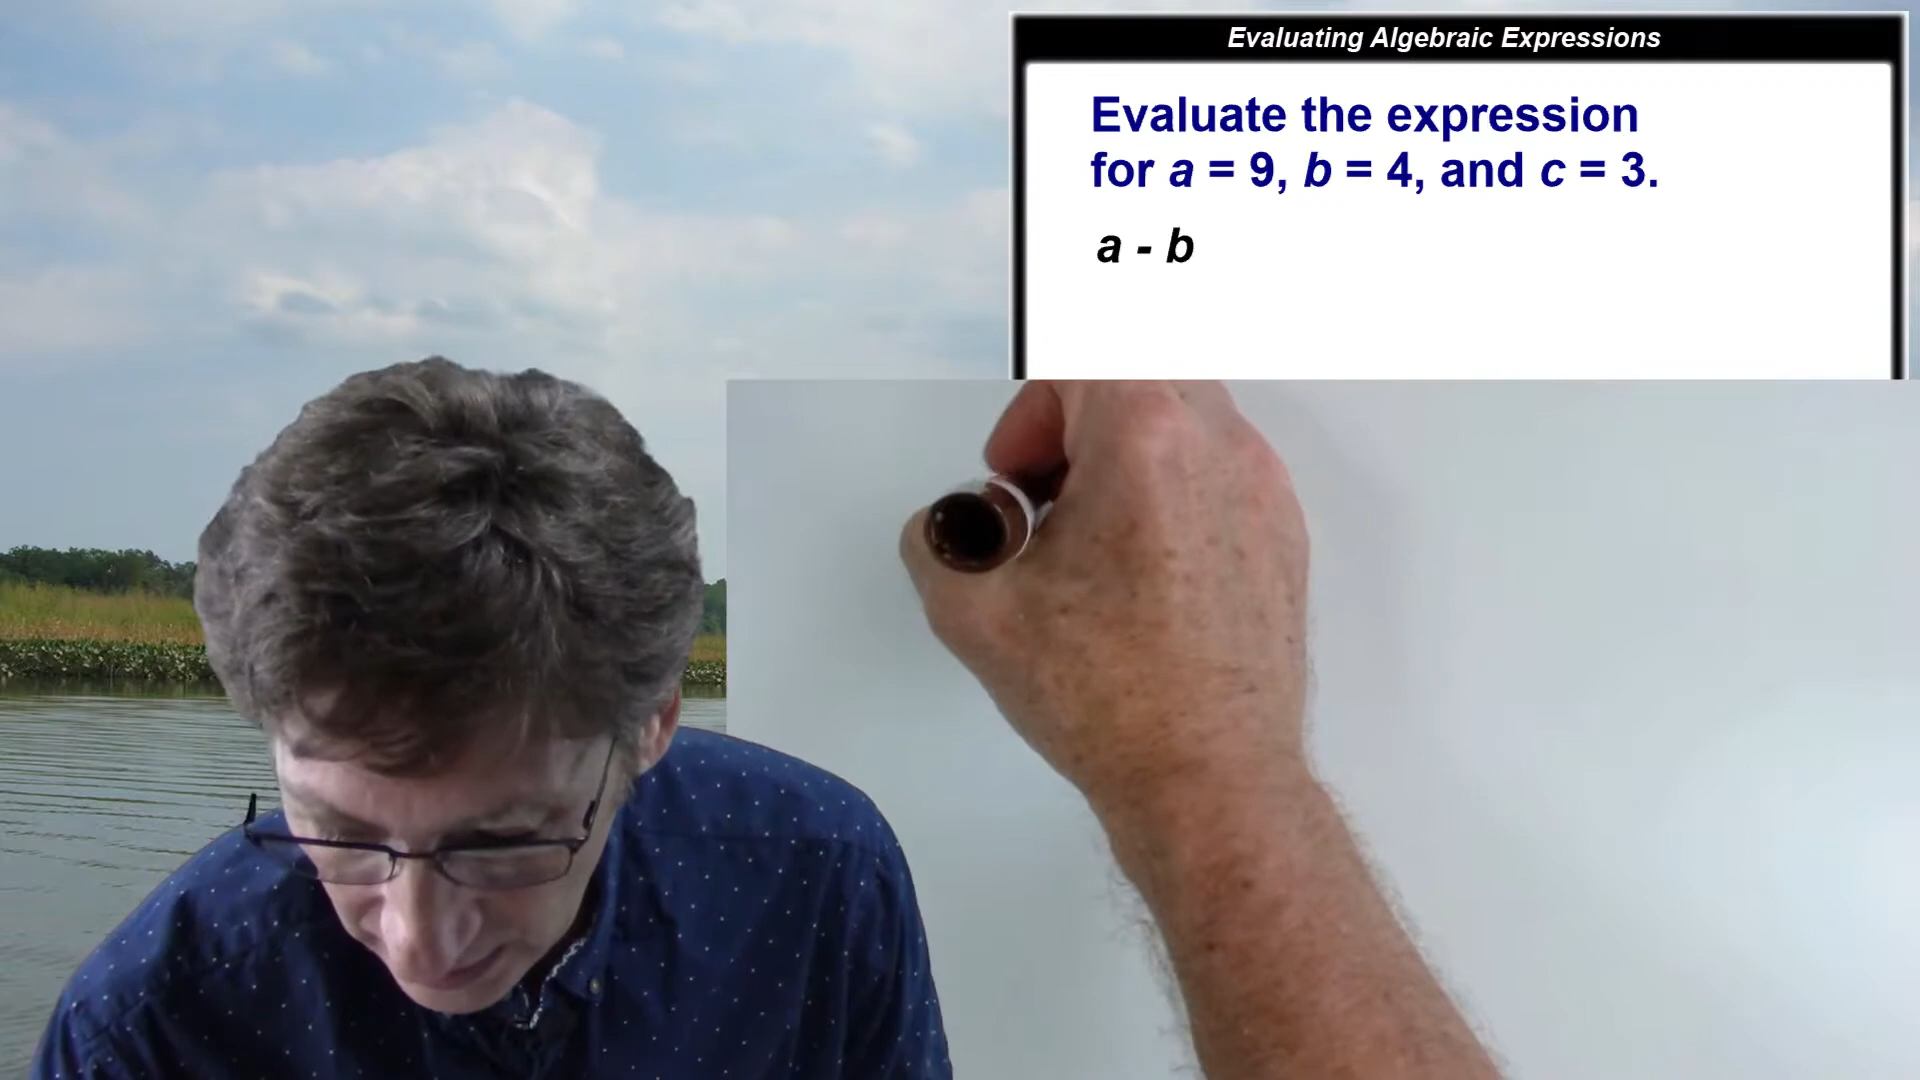 Evaluating Algebraic Expressions
Evaluate the expression
for a = 9, b = 4, and c = 3.
a - b